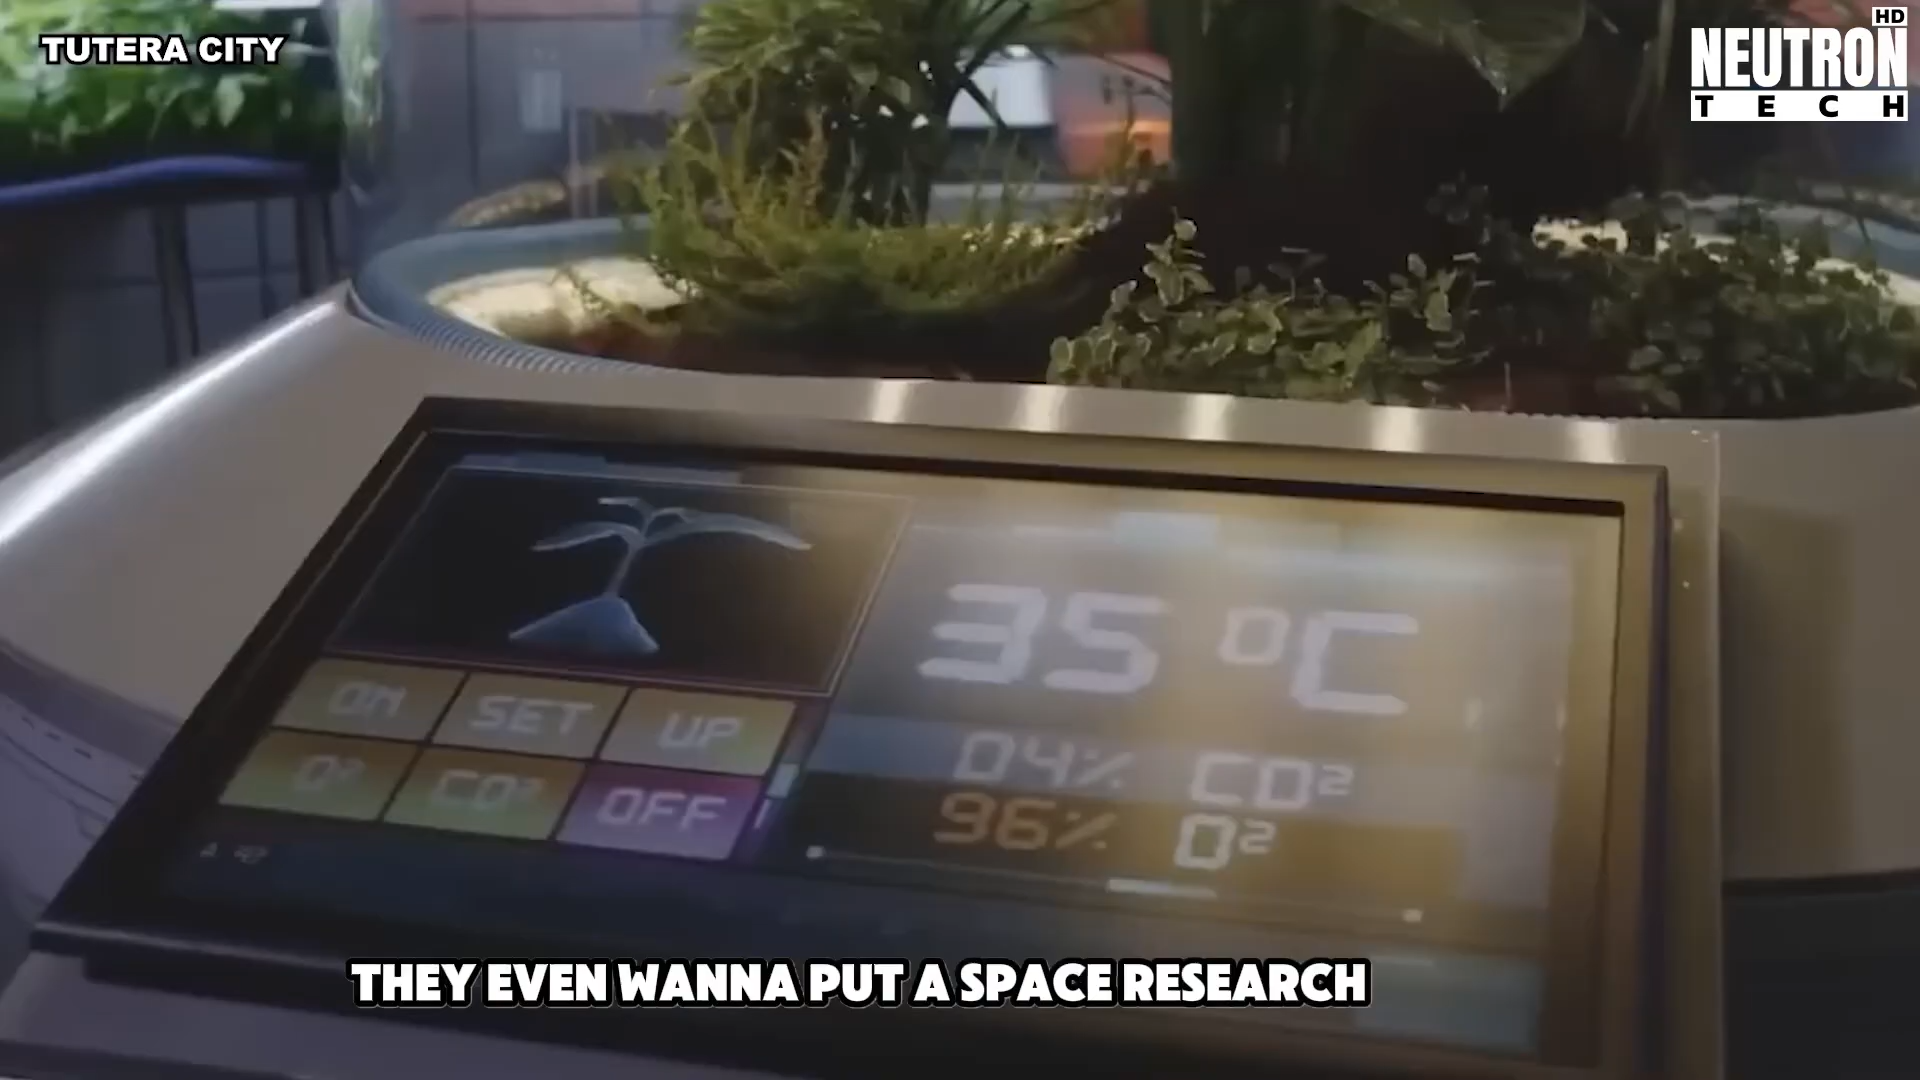 TUTERA CITY
HD
NEUTRON
TECH
35 °C
ON SET UP
04% CO²
O² CO² OFF
96% O²
THEY EVEN WANNA PUT A SPACE RESEARCH